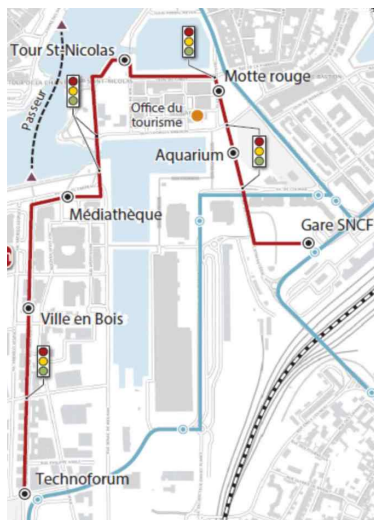 Tour St-Nicolas
Passeur
Motte rouge
Office du
tourisme
Aquarium
Médiathèque
Gare SNCF
Ville en Bois
Technoforum